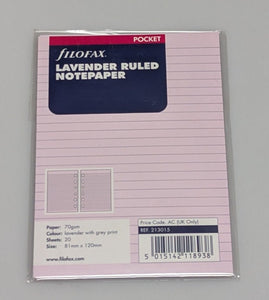 POCKET
fiLOFAX.
LAVENDER RULED
NOTEPAPER
Paper: 70gsm
Colour: lavender with grey print
Sheets: 20
Size: 81mm x 120mm
www.filofax.com
Price Code. AC (UK Only)
REF. 213015
5 015142 118938